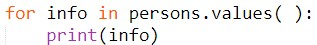 for info in persons.values( ):
    print(info)